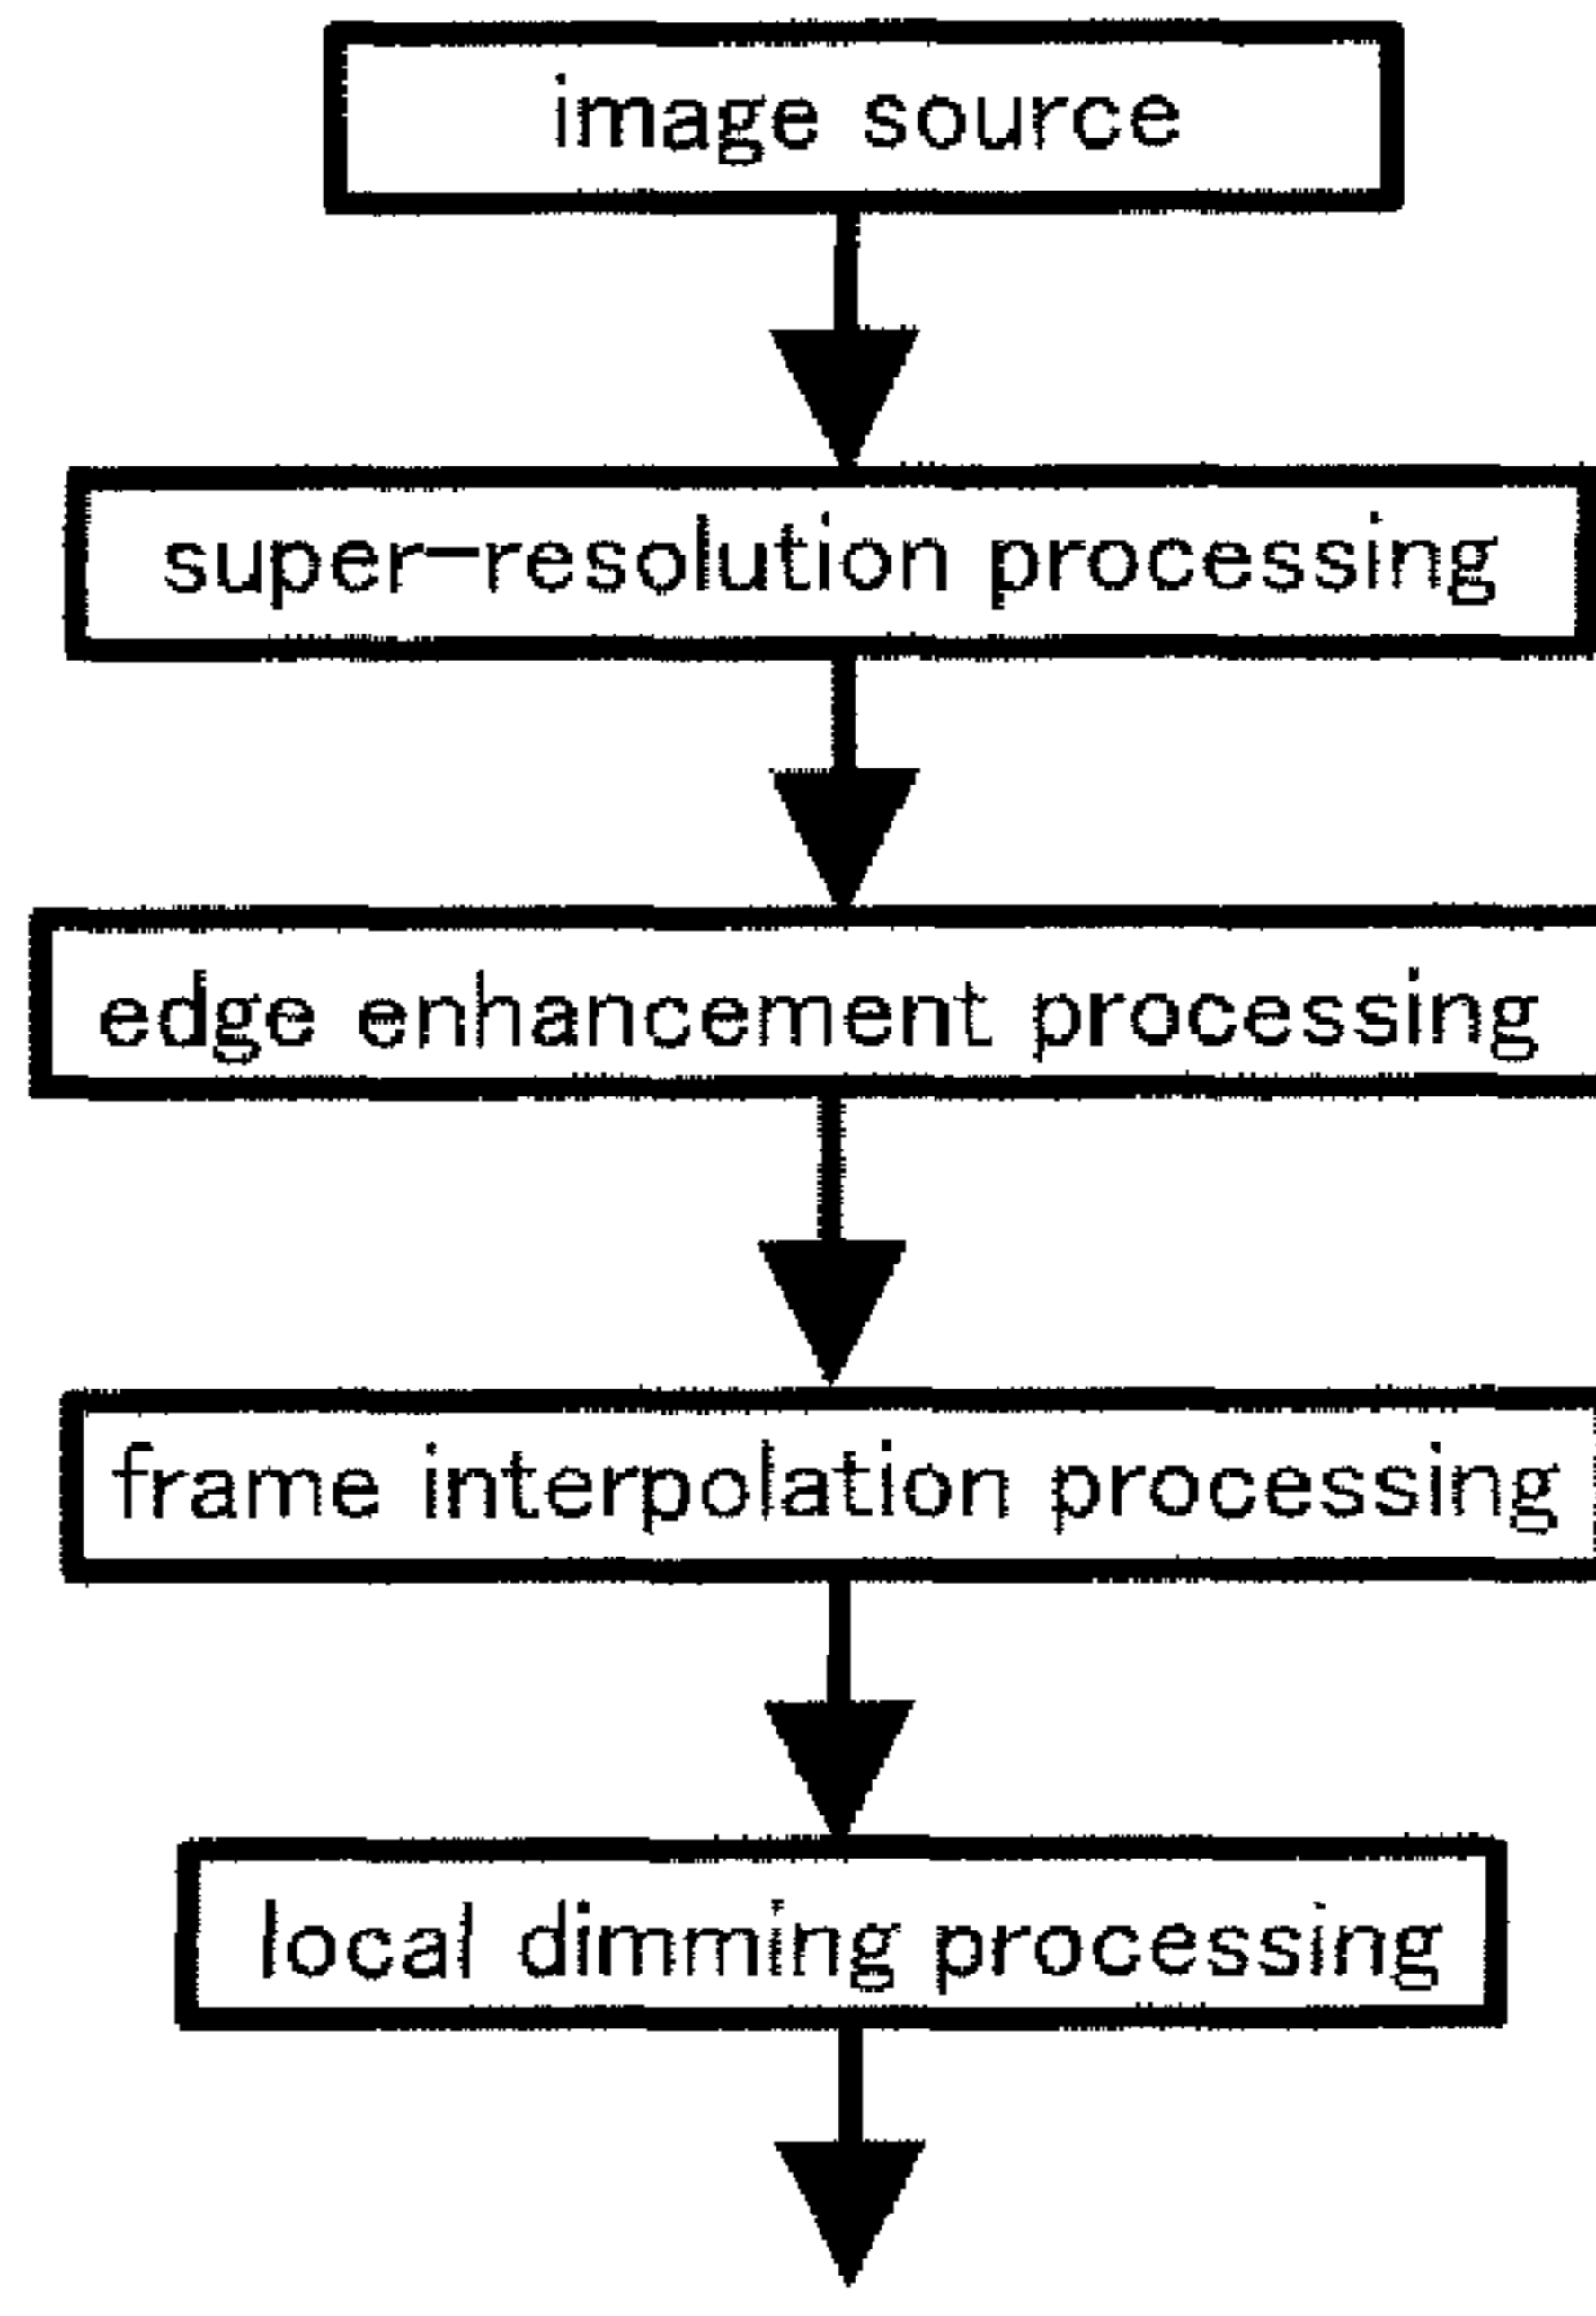 image source
super-resolution processing
edge enhancement processing
frame interpolation processing
local dimming processing